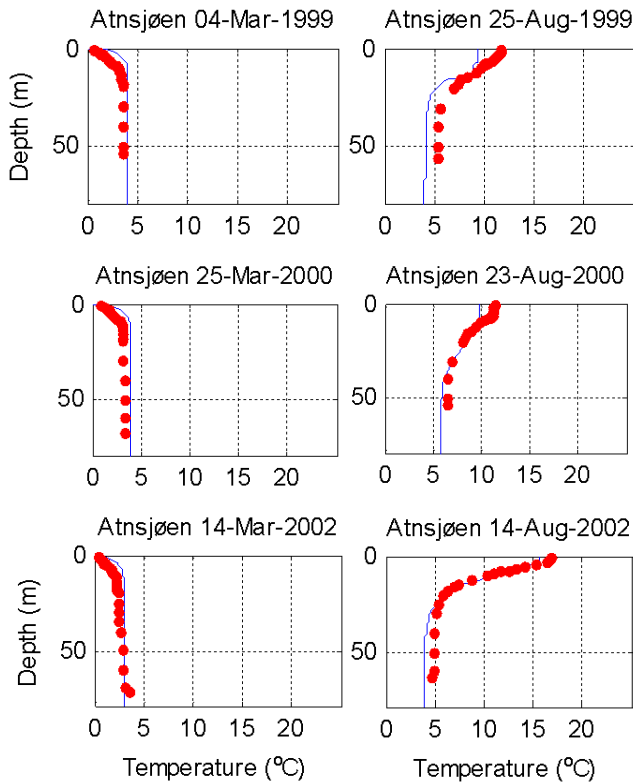 Atnsjøen 04-Mar-1999
Atnsjøen 25-Aug-1999
0
50
Depth (m)
0 5 10 15 20
0
50
0 5 10 15 20
Atnsjøen 25-Mar-2000
Atnsjøen 23-Aug-2000
0
50
0 5 10 15 20
0
50
0 5 10 15 20
Atnsjøen 14-Mar-2002
Atnsjøen 14-Aug-2002
0
50
Depth (m)
0 5 10 15 20
Temperature (ºC)
0
50
0 5 10 15 20
Temperature (ºC)